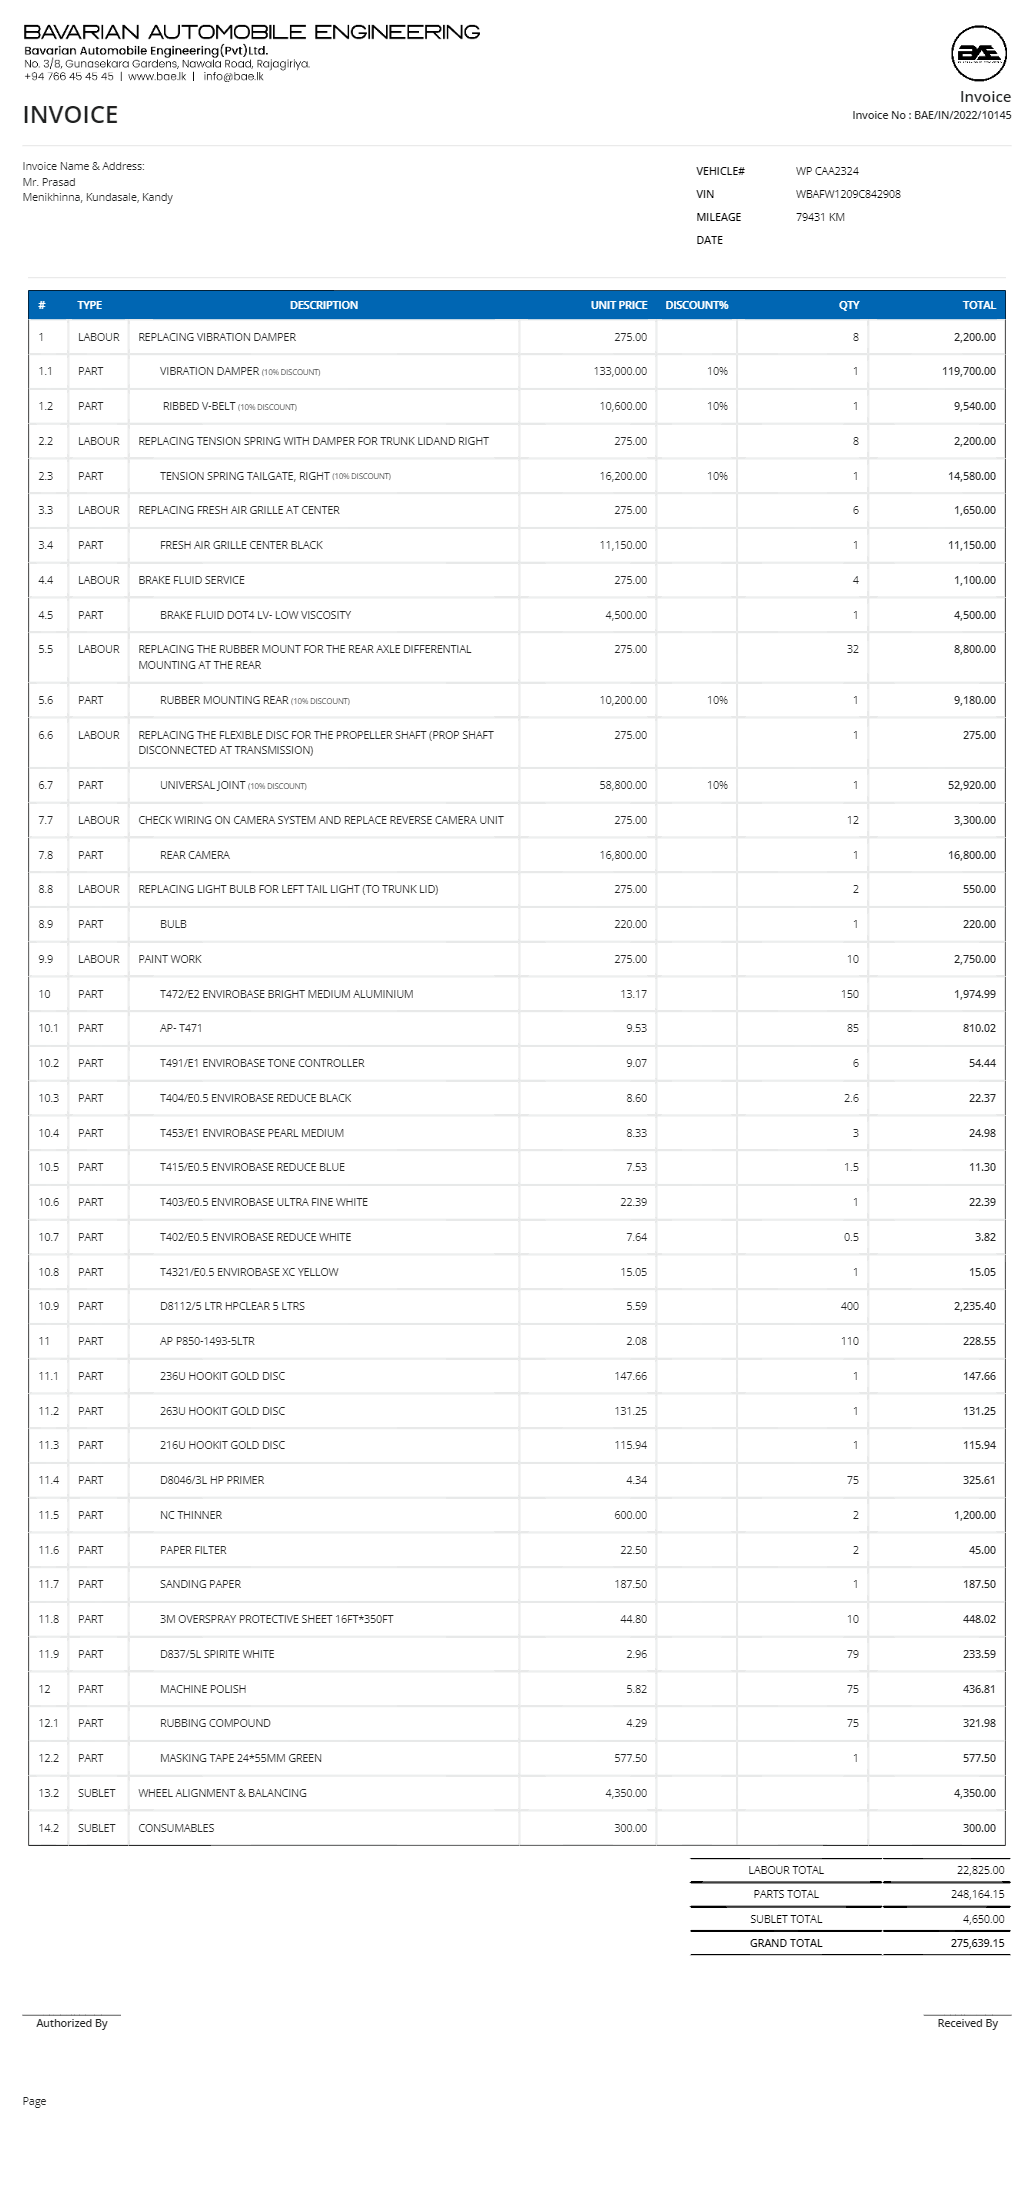 BAVARIAN AUTOMOBILE ENGINEERING
Bavarian Automobile Engineering(Pvt)Ltd.
No. 3/8, Gunasekara Gardens, Nawala Road, Rajagiriya.
+94 766 45 45 45 | www.bae.lk | info@bae.lk
BAE
Invoice
INVOICE
Invoice No : BAE/IN/2022/10145
Invoice Name & Address:
Mr. Prasad
Menikhinna, Kundasale, Kandy
VEHICLE# WP CAA2324
VIN WBAFW1209C842908
MILEAGE 79431 KM
DATE
# TYPE DESCRIPTION UNIT PRICE DISCOUNT% QTY TOTAL
1 LABOUR REPLACING VIBRATION DAMPER 275.00 8 2,200.00
1.1 PART VIBRATION DAMPER (10% DISCOUNT) 133,000.00 10% 1 119,700.00
1.2 PART RIBBED V-BELT (10% DISCOUNT) 10,600.00 10% 1 9,540.00
2.2 LABOUR REPLACING TENSION SPRING WITH DAMPER FOR TRUNK LIDAND RIGHT 275.00 8 2,200.00
2.3 PART TENSION SPRING TAILGATE, RIGHT (10% DISCOUNT) 16,200.00 10% 1 14,580.00
3.3 LABOUR REPLACING FRESH AIR GRILLE AT CENTER 275.00 6 1,650.00
3.4 PART FRESH AIR GRILLE CENTER BLACK 11,150.00 1 11,150.00
4.4 LABOUR BRAKE FLUID SERVICE 275.00 4 1,100.00
4.5 PART BRAKE FLUID DOT4 LV- LOW VISCOSITY 4,500.00 1 4,500.00
5.5 LABOUR REPLACING THE RUBBER MOUNT FOR THE REAR AXLE DIFFERENTIAL 275.00 32 8,800.00
MOUNTING AT THE REAR
5.6 PART RUBBER MOUNTING REAR (10% DISCOUNT) 10,200.00 10% 1 9,180.00
6.6 LABOUR REPLACING THE FLEXIBLE DISC FOR THE PROPELLER SHAFT (PROP SHAFT 275.00 1 275.00
DISCONNECTED AT TRANSMISSION)
6.7 PART UNIVERSAL JOINT (10% DISCOUNT) 58,800.00 10% 1 52,920.00
7.7 LABOUR CHECK WIRING ON CAMERA SYSTEM AND REPLACE REVERSE CAMERA UNIT 275.00 12 3,300.00
7.8 PART REAR CAMERA 16,800.00 1 16,800.00
8.8 LABOUR REPLACING LIGHT BULB FOR LEFT TAIL LIGHT (TO TRUNK LID) 275.00 2 550.00
8.9 PART BULB 220.00 1 220.00
9.9 LABOUR PAINT WORK 275.00 10 2,750.00
10 PART T472/E2 ENVIROBASE BRIGHT MEDIUM ALUMINIUM 13.17 150 1,974.99
10.1 PART AP- T471 9.53 85 810.02
10.2 PART T491/E1 ENVIROBASE TONE CONTROLLER 9.07 6 54.44
10.3 PART T404/E0.5 ENVIROBASE REDUCE BLACK 8.60 2.6 22.37
10.4 PART T453/E1 ENVIROBASE PEARL MEDIUM 8.33 3 24.98
10.5 PART T415/E0.5 ENVIROBASE REDUCE BLUE 7.53 1.5 11.30
10.6 PART T403/E0.5 ENVIROBASE ULTRA FINE WHITE 22.39 1 22.39
10.7 PART T402/E0.5 ENVIROBASE REDUCE WHITE 7.64 0.5 3.82
10.8 PART T4321/E0.5 ENVIROBASE XC YELLOW 15.05 1 15.05
10.9 PART D8112/5 LTR HPCLEAR 5 LTRS 5.59 400 2,235.40
11 PART AP P850-1493-5LTR 2.08 110 228.55
11.1 PART 236U HOOKIT GOLD DISC 147.66 1 147.66
11.2 PART 263U HOOKIT GOLD DISC 131.25 1 131.25
11.3 PART 216U HOOKIT GOLD DISC 115.94 1 115.94
11.4 PART D8046/3L HP PRIMER 4.34 75 325.61
11.5 PART NC THINNER 600.00 2 1,200.00
11.6 PART PAPER FILTER 22.50 2 45.00
11.7 PART SANDING PAPER 187.50 1 187.50
11.8 PART 3M OVERSPRAY PROTECTIVE SHEET 16FT*350FT 44.80 10 448.02
11.9 PART D837/5L SPIRITE WHITE 2.96 79 233.59
12 PART MACHINE POLISH 5.82 75 436.81
12.1 PART RUBBING COMPOUND 4.29 75 321.98
12.2 PART MASKING TAPE 24*55MM GREEN 577.50 1 577.50
13.2 SUBLET WHEEL ALIGNMENT & BALANCING 4,350.00 4,350.00
14.2 SUBLET CONSUMABLES 300.00 300.00
LABOUR TOTAL 22,825.00
PARTS TOTAL 248,164.15
SUBLET TOTAL 4,650.00
GRAND TOTAL 275,639.15
Authorized By Received By
Page